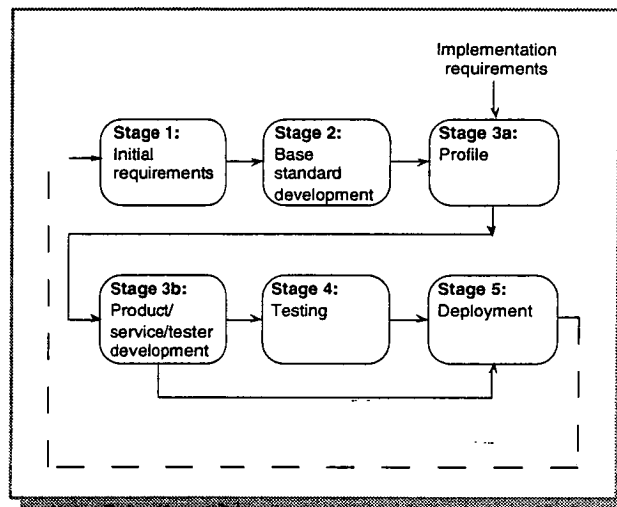 Implementation
requirements
Stage 1:
Initial
requirements
Stage 2:
Base
standard
development
Stage 3a:
Profile
Stage 3b:
Product/
service/tester
development
Stage 4:
Testing
Stage 5:
Deployment